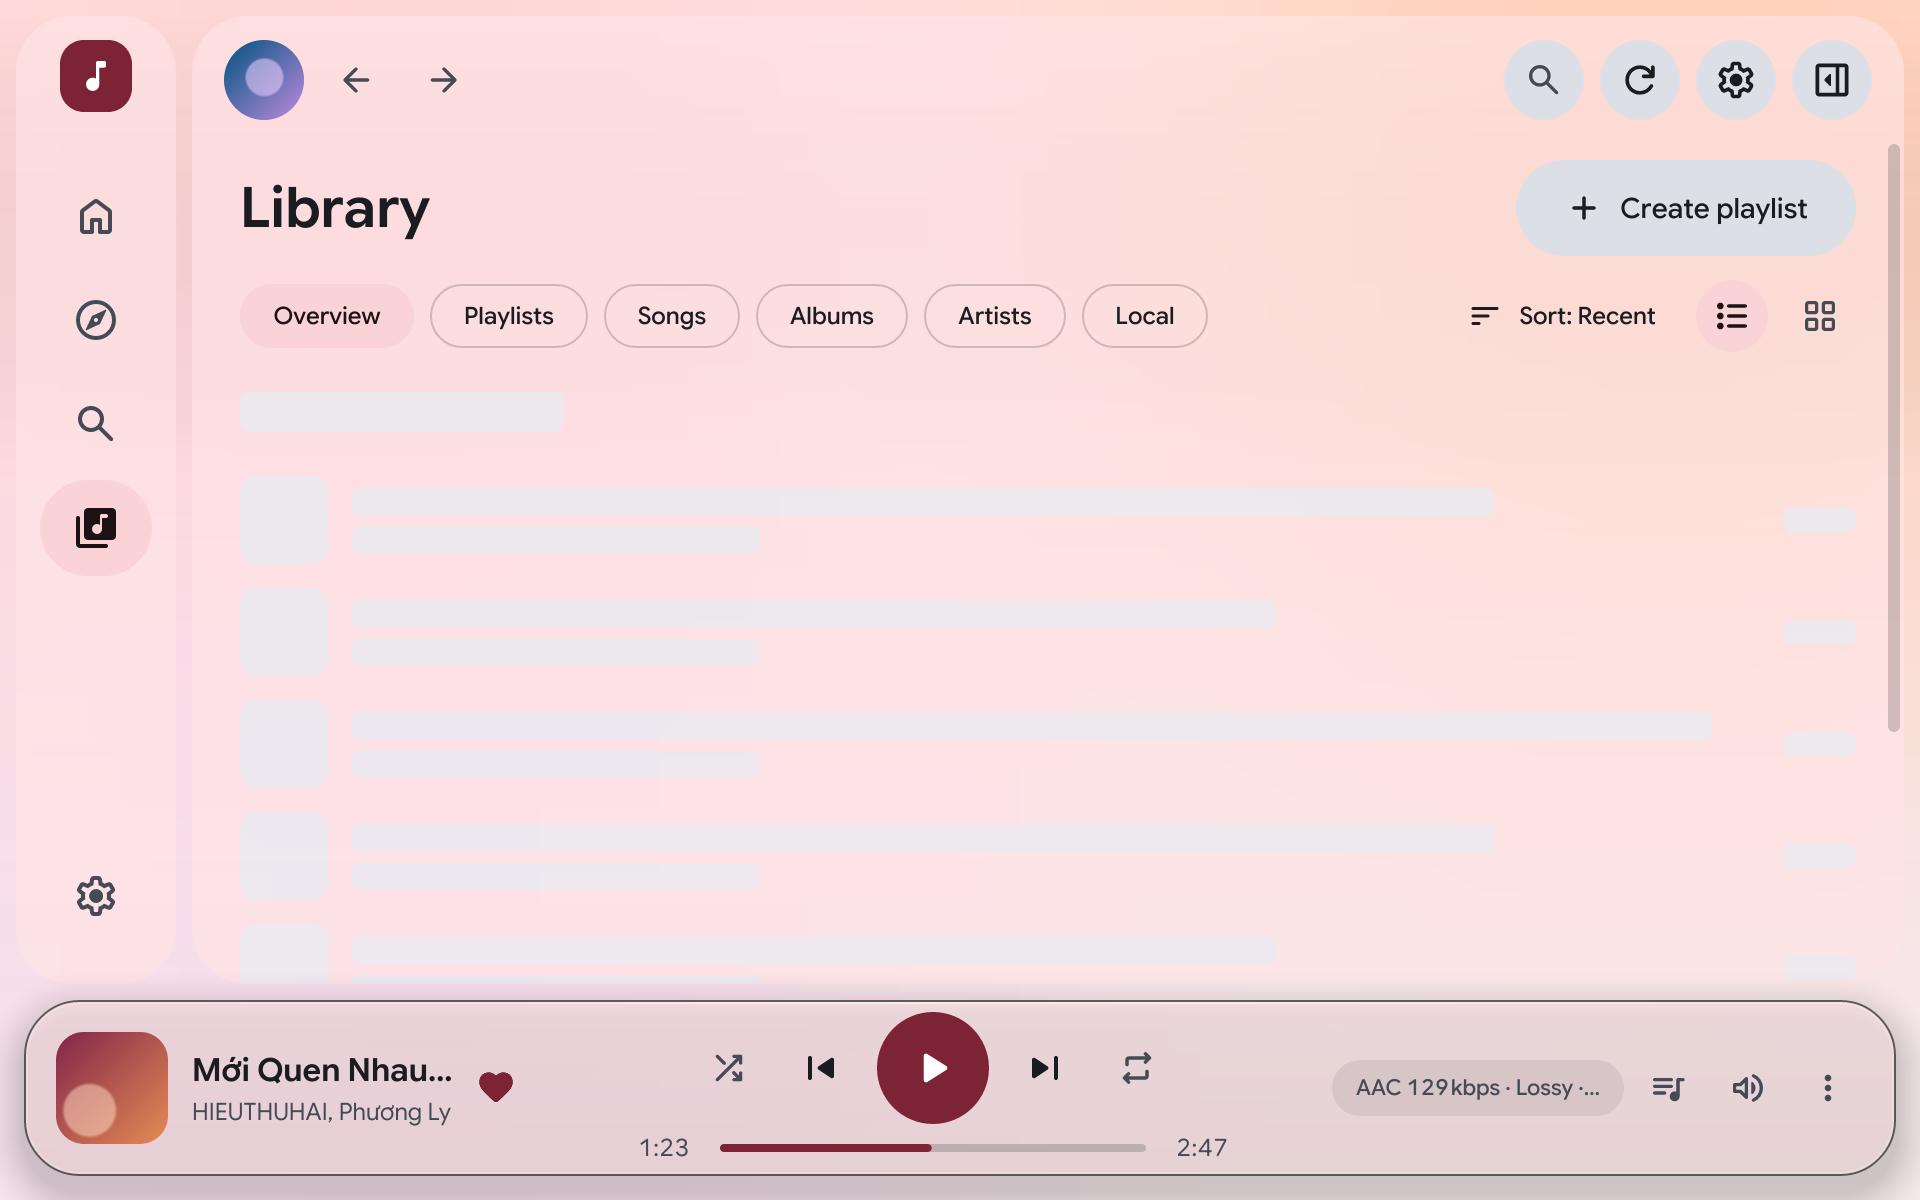 Library
Create playlist
Overview
Playlists
Songs
Albums
Artists
Local
Sort: Recent
Mới Quen Nhau...
HIEUTHUHAI, Phương Ly
1:23
2:47
AAC 129kbps · Lossy ·...